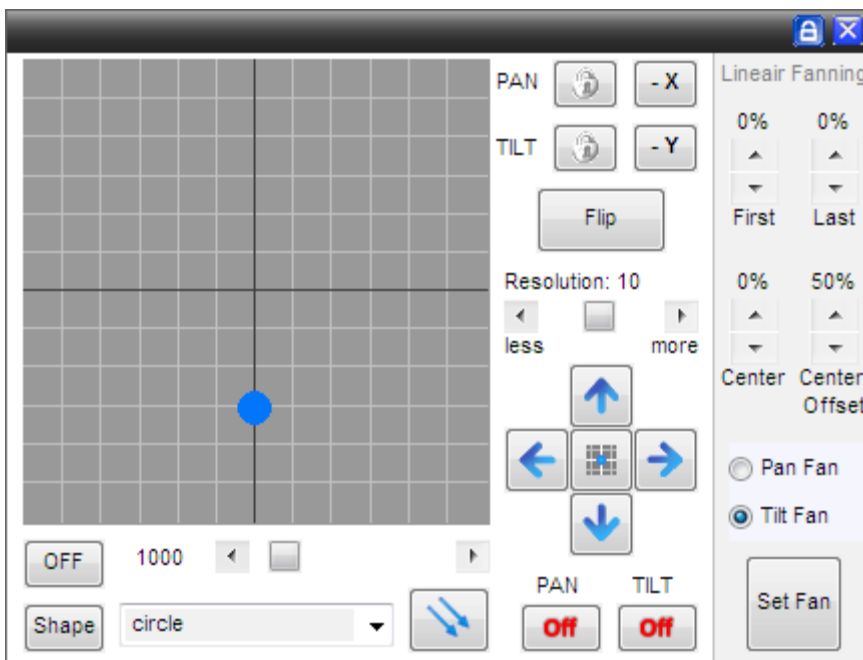 PAN
- X
Lineair Fanning
0% 0%
TILT
- Y
First Last
Flip
Resolution: 10
0% 50%
less more
Center Center
Offset
Pan Fan
Tilt Fan
OFF
1000
PAN TILT
Set Fan
Shape
circle
Off Off